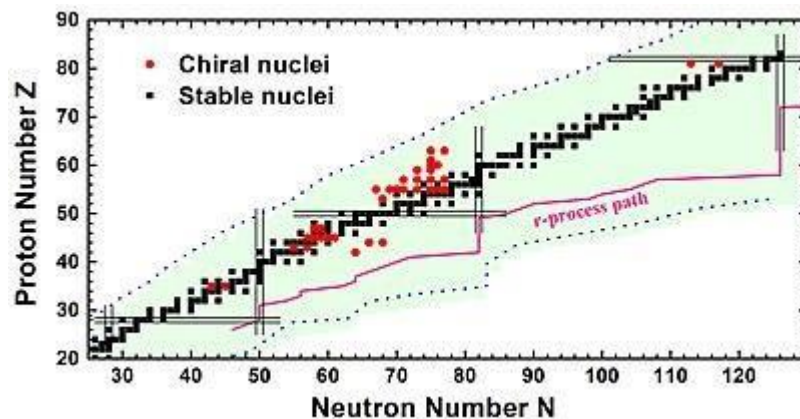 90
80
70
60
50
40
30
20
Proton Number Z
Chiral nuclei
Stable nuclei
r-process path
30 40 50 60 70 80 90 100 110 120
Neutron Number N